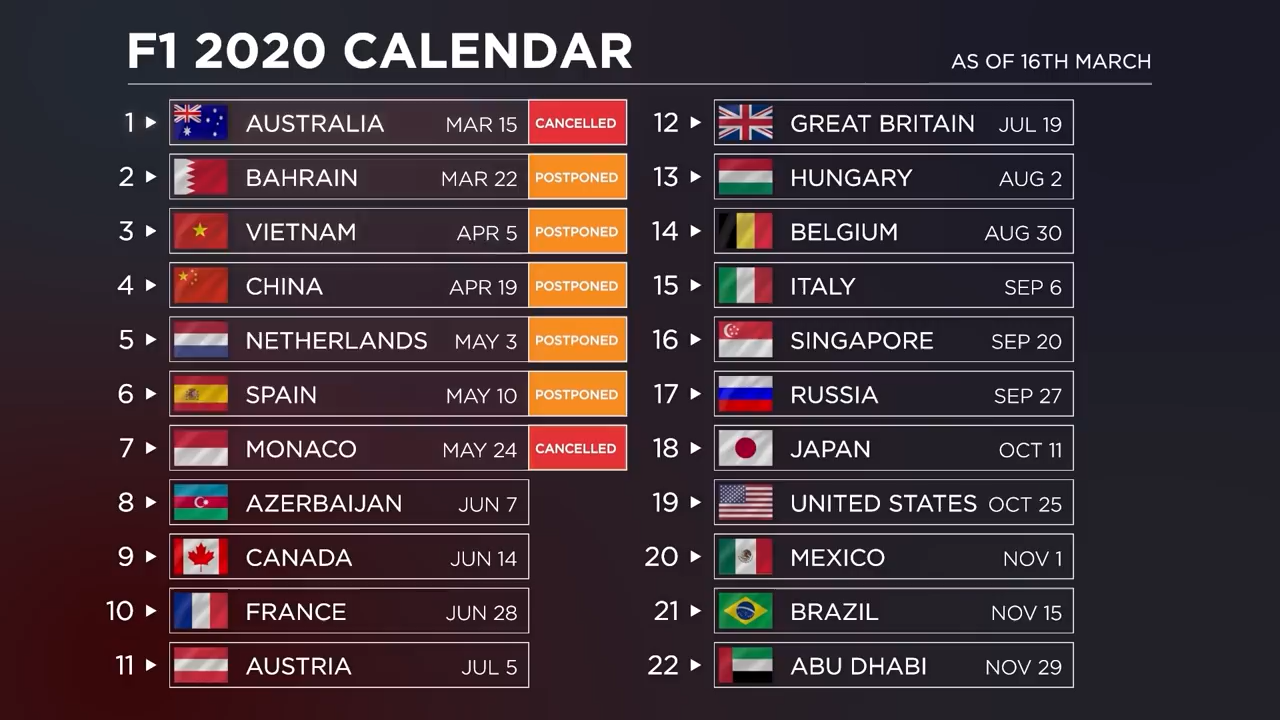 F1 2020 CALENDAR
AS OF 16TH MARCH
1 AUSTRALIA MAR 15 CANCELLED
2 BAHRAIN MAR 22 POSTPONED
3 VIETNAM APR 5 POSTPONED
4 CHINA APR 19 POSTPONED
5 NETHERLANDS MAY 3 POSTPONED
6 SPAIN MAY 10 POSTPONED
7 MONACO MAY 24 CANCELLED
8 AZERBAIJAN JUN 7
9 CANADA JUN 14
10 FRANCE JUN 28
11 AUSTRIA JUL 5
12 GREAT BRITAIN JUL 19
13 HUNGARY AUG 2
14 BELGIUM AUG 30
15 ITALY SEP 6
16 SINGAPORE SEP 20
17 RUSSIA SEP 27
18 JAPAN OCT 11
19 UNITED STATES OCT 25
20 MEXICO NOV 1
21 BRAZIL NOV 15
22 ABU DHABI NOV 29